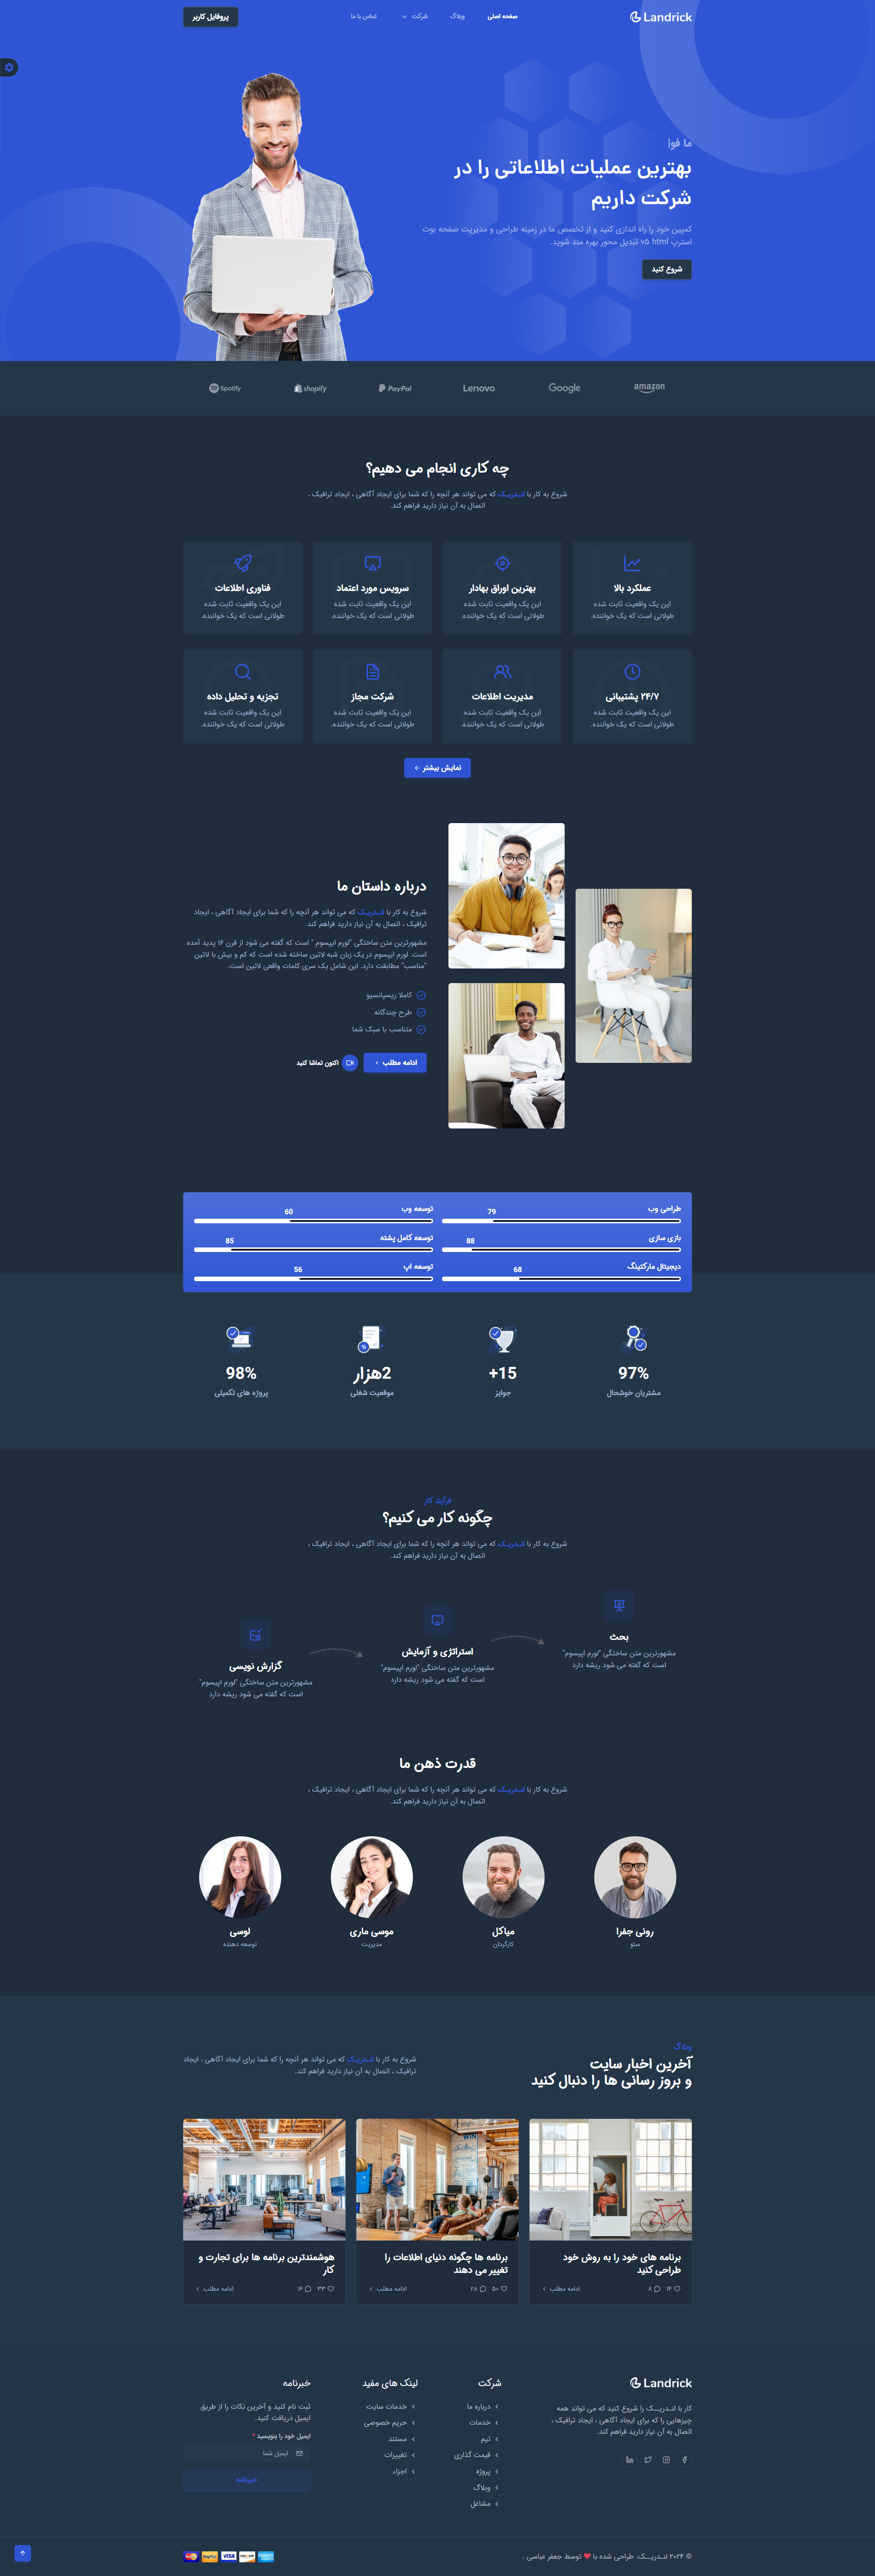 Landrick
صفحه اصلی
وبلاگ
شرکت
تماس با ما
پروفایل کاربر
ما فوا
بهترین عملیات اطلاعاتی را در
شرکت داریم
کمپین خود را راه اندازی کنید و از تخصص ما در زمینه طراحی و مدیریت صفحه بوت
استرپ v5 html تبدیل محور بهره مند شوید.
شروع کنید
amazon
Google
Lenovo
PayPal
shopify
Spotify
چه کاری انجام می دهیم؟
شروع به کار با لنـدریـک که می تواند هر آنچه را که شما برای ایجاد آگاهی ، ایجاد ترافیک ،
اتصال به آن نیاز دارید فراهم کند.
عملکرد بالا
این یک واقعیت ثابت شده
طولانی است که یک خواننده.
بهترین اوراق بهادار
این یک واقعیت ثابت شده
طولانی است که یک خواننده.
سرویس مورد اعتماد
این یک واقعیت ثابت شده
طولانی است که یک خواننده.
فناوری اطلاعات
این یک واقعیت ثابت شده
طولانی است که یک خواننده.
۲۴/۷ پشتیبانی
این یک واقعیت ثابت شده
طولانی است که یک خواننده.
مدیریت اطلاعات
این یک واقعیت ثابت شده
طولانی است که یک خواننده.
شرکت مجاز
این یک واقعیت ثابت شده
طولانی است که یک خواننده.
تجزیه و تحلیل داده
این یک واقعیت ثابت شده
طولانی است که یک خواننده.
نمایش بیشتر
درباره داستان ما
شروع به کار با لنـدریـک که می تواند هر آنچه را که شما برای ایجاد آگاهی ، ایجاد
ترافیک ، اتصال به آن نیاز دارید فراهم کند.
مشهورترین متن ساختگی "لورم ایپسوم " است که گفته می شود از قرن ۱۶ پدید آمده
است. لورم ایپسوم در یک زبان شبه لاتین ساخته شده است که کم و بیش با لاتین
"مناسب" مطابقت دارد. این شامل یک سری کلمات واقعی لاتین است.
کاملا ریسپانسیو
طرح چندگانه
متناسب با سبک شما
ادامه مطلب
اکنون تماشا کنید
طراحی وب
79
توسعه وب
60
بازی سازی
88
توسعه کامل پشته
85
دیجیتال مارکتینگ
68
توسعه اپ
56
97%
مشتریان خوشحال
15+
جوایز
2هزار
موقعیت شغلی
98%
پروژه های تکمیلی
فرآیند کار
چگونه کار می کنیم؟
شروع به کار با لنـدریـک که می تواند هر آنچه را که شما برای ایجاد آگاهی ، ایجاد ترافیک ،
اتصال به آن نیاز دارید فراهم کند.
بحث
مشهورترین متن ساختگی "لورم اپیسوم"
است که گفته می شود ریشه دارد
استراتژی و آزمایش
مشهورترین متن ساختگی "لورم اپیسوم"
است که گفته می شود ریشه دارد
گزارش نویسی
مشهورترین متن ساختگی "لورم اپیسوم"
است که گفته می شود ریشه دارد
قدرت ذهن ما
شروع به کار با لنـدریـک که می تواند هر آنچه را که شما برای ایجاد آگاهی ، ایجاد ترافیک ،
اتصال به آن نیاز دارید فراهم کند.
رونی جفرا
سئو
میاکل
کارگردان
موسی ماری
مدیریت
لوسی
توسعه دهنده
وبلاگ
آخرین اخبار سایت
و بروز رسانی ها را دنبال کنید
شروع به کار با لنـدریـک که می تواند هر آنچه را که شما برای ایجاد آگاهی ، ایجاد
ترافیک ، اتصال به آن نیاز دارید فراهم کند.
WIN
برنامه های خود را به روش خود
طراحی کنید
۱۴ ۸ ادامه مطلب
برنامه ها چگونه دنیای اطلاعات را
تغییر می دهند
۵۰ ۲۸ ادامه مطلب
هوشمندترین برنامه ها برای تجارت و
کار
۳۳ ۱۶ ادامه مطلب
Landrick
کار با لنـدریــک را شروع کنید که می تواند همه
چیزهایی را که برای ایجاد آگاهی ، ایجاد ترافیک ،
اتصال به آن نیاز دارید فراهم کند.
شرکت
درباره ما
خدمات
تیم
قیمت گذاری
پروژه
وبلاگ
مشاغل
لینک های مفید
خدمات سایت
حریم خصوصی
مستند
تغییرات
اجزاء
خبرنامه
ثبت نام کنید و آخرین نکات را از طریق
ایمیل دریافت کنید.
ایمیل خود را بنویسید *
ایمیل شما
خبرنامه
© ۲۰۲۴ لنـدریــک. طراحی شده با ❤ توسط جعفر عباسی .
VISA